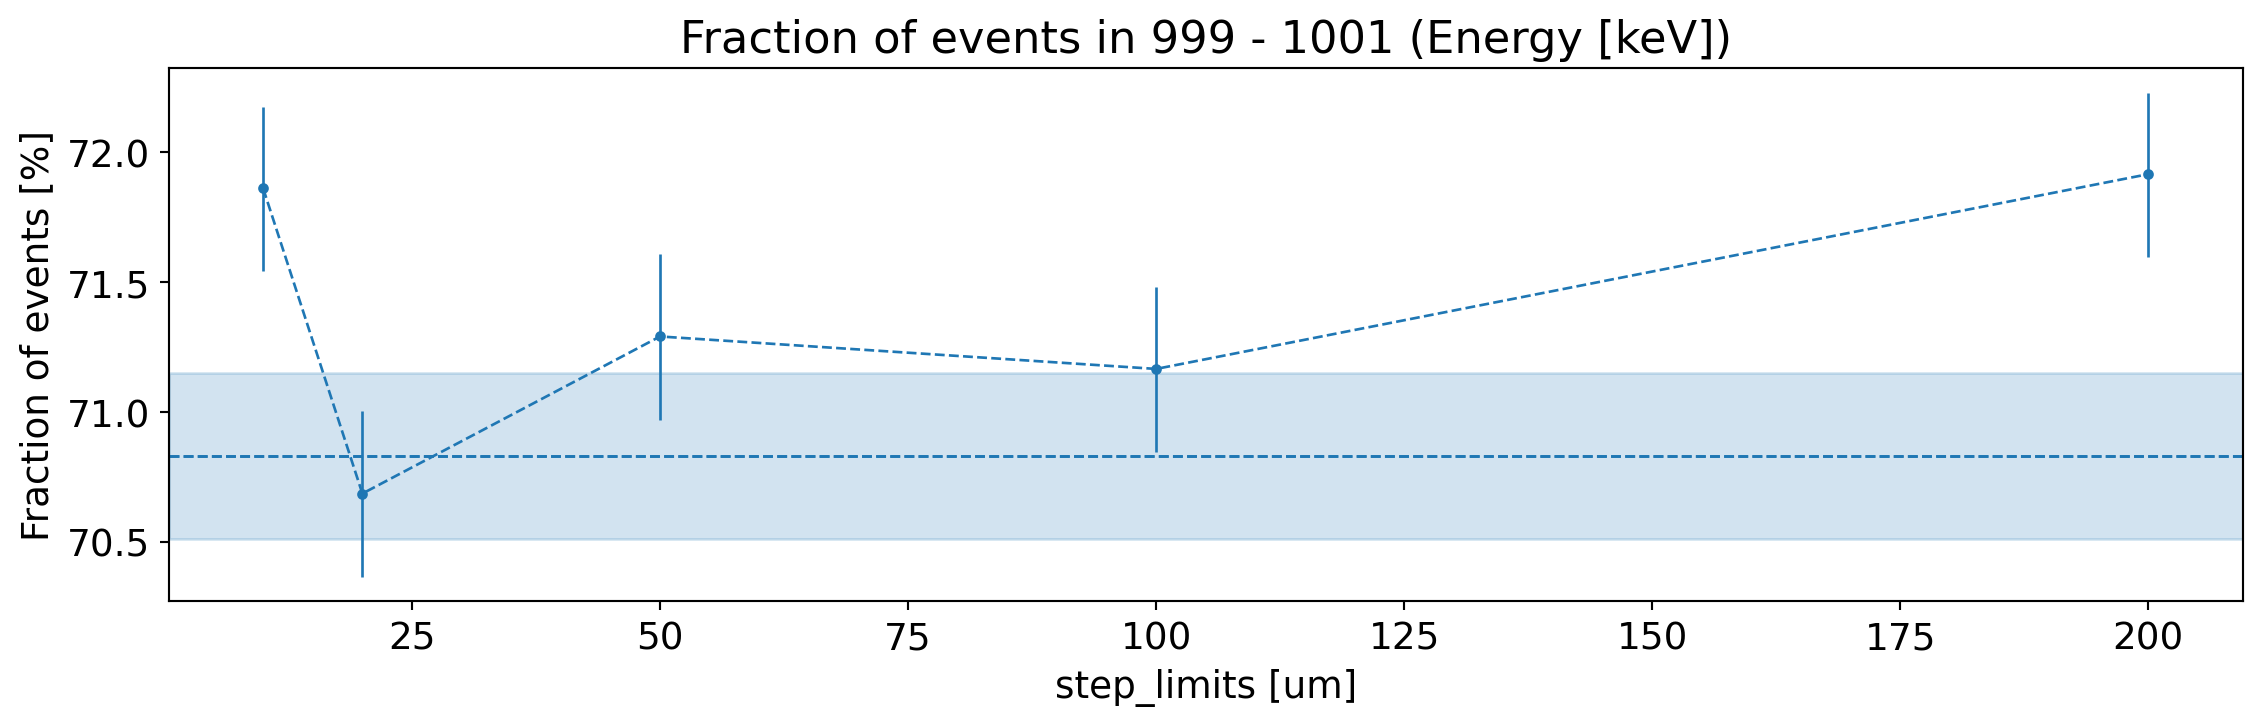 Fraction of events in 999 - 1001 (Energy [keV])
Fraction of events [%]
72.0
71.5
71.0
70.5
25 50 75 100 125 150 175 200
step_limits [um]